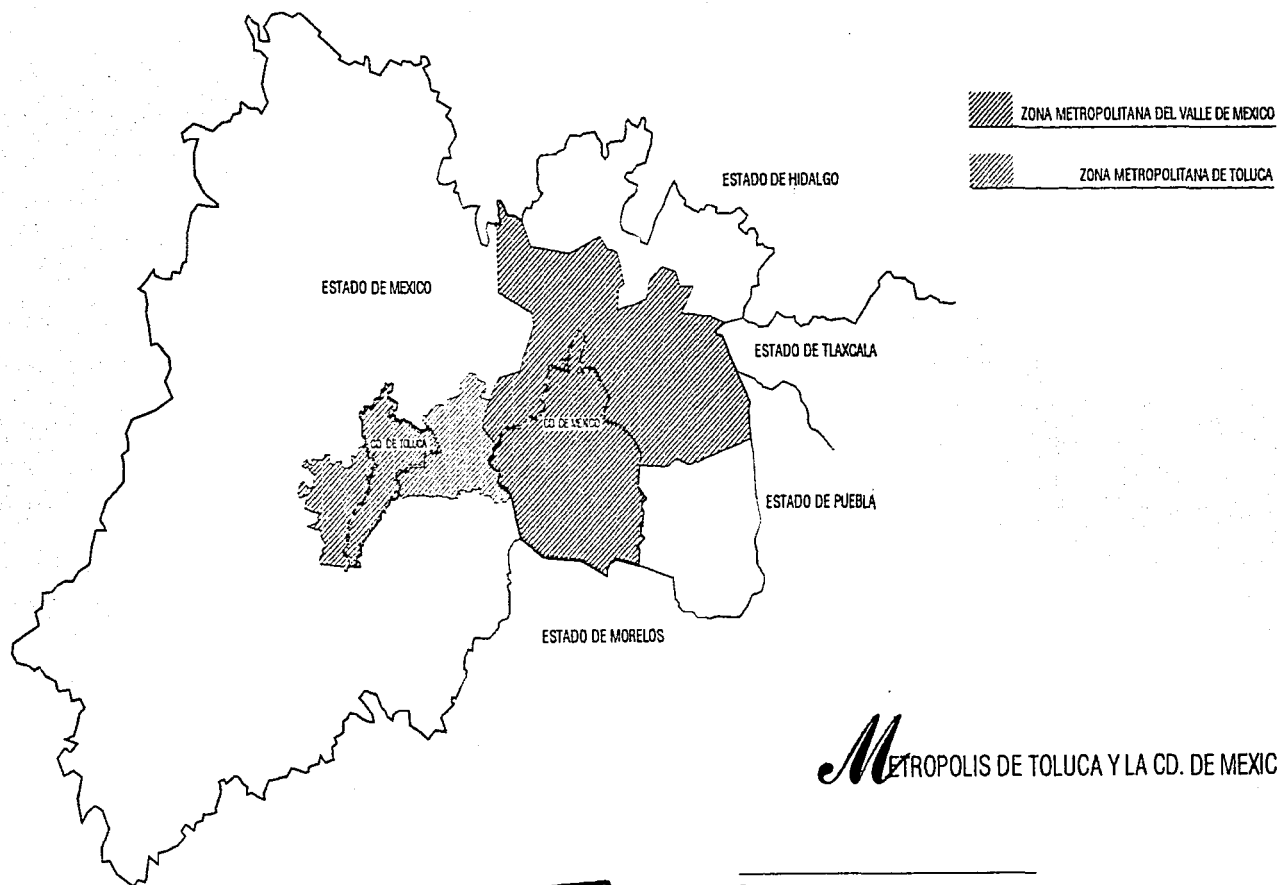 ZONA METROPOLITANA DEL VALLE DE MEXICO
ZONA METROPOLITANA DE TOLUCA
ESTADO DE HIDALGO
ESTADO DE MEXICO
ESTADO DE TLAXCALA
CD. DE TOLUCA
CD. DE MEXICO
ESTADO DE PUEBLA
ESTADO DE MORELOS
METROPOLIS DE TOLUCA Y LA CD. DE MEXIC